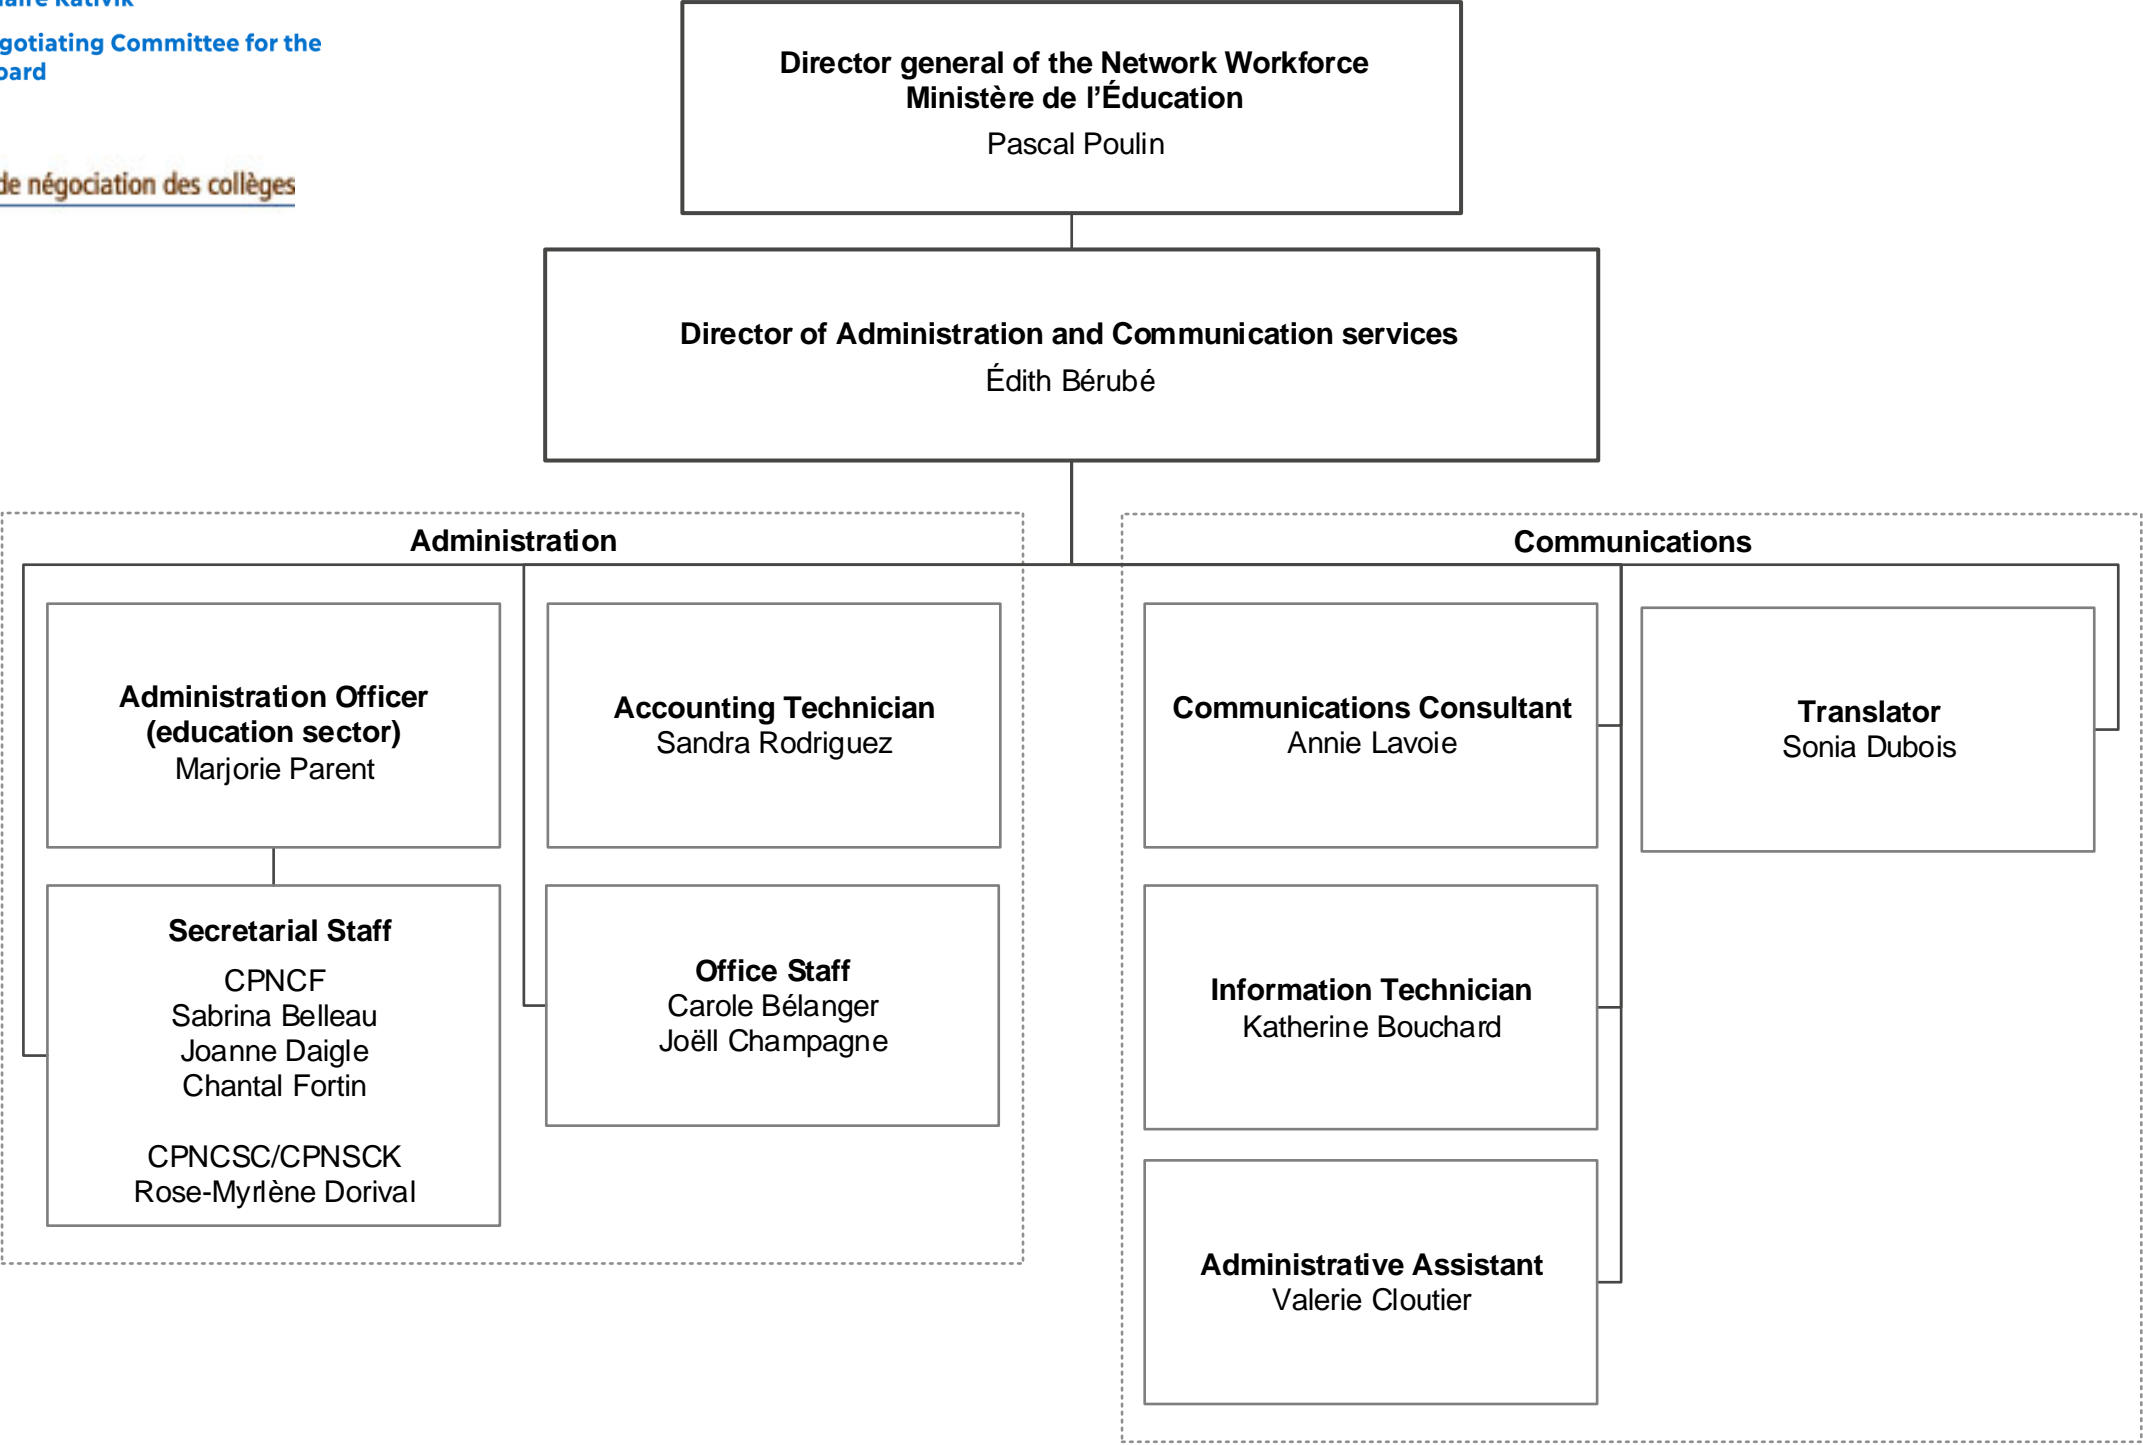 Kativik
Committee for the
de négociation des collèges
Director general of the Network Workforce
Ministère de l’Éducation
Pascal Poulin
Director of Administration and Communication services
Édith Bérubé
Administration
Administration Officer
(education sector)
Marjorie Parent
Accounting Technician
Sandra Rodriguez
Secretarial Staff
CPNCF
Sabrina Belleau
Joanne Daigle
Chantal Fortin
CPNCSC/CPNSCK
Rose-Myrlène Dorival
Office Staff
Carole Bélanger
Joëll Champagne
Communications
Communications Consultant
Annie Lavoie
Translator
Sonia Dubois
Information Technician
Katherine Bouchard
Administrative Assistant
Valerie Cloutier